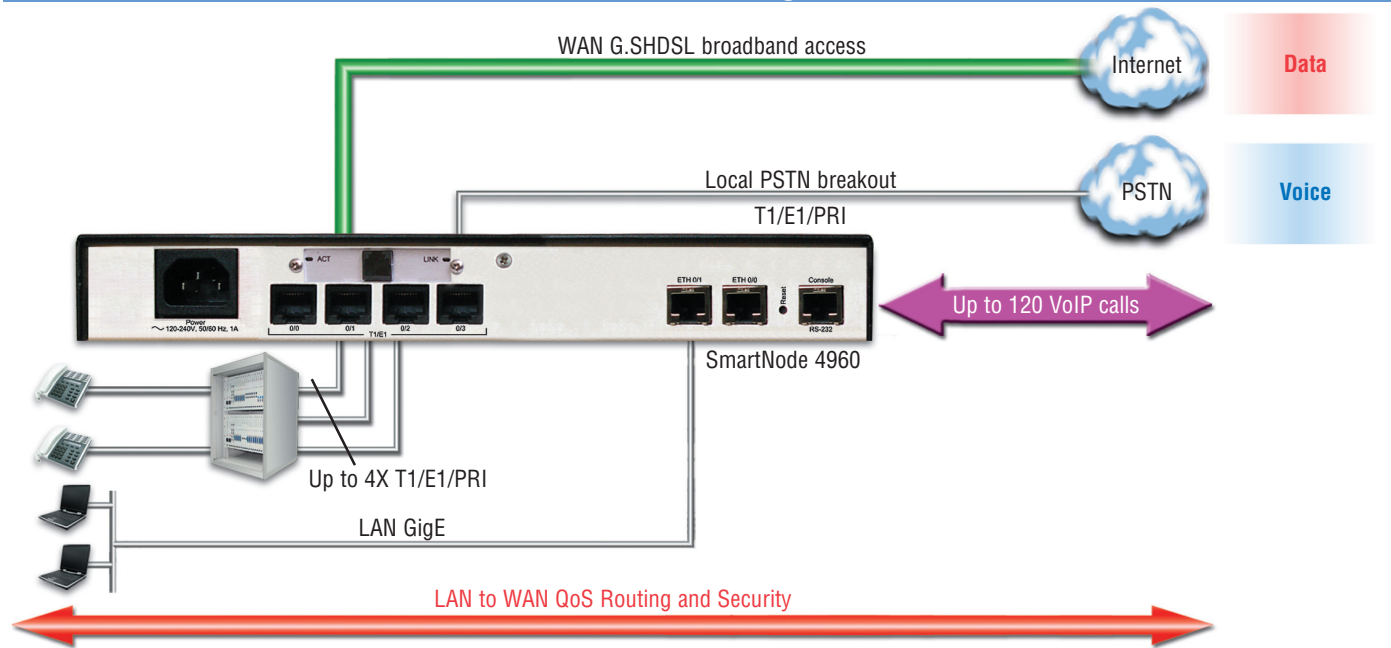 WAN G.SHDSL broadband access
Internet
Data
Local PSTN breakout
PSTN
Voice
T1/E1/PRI
ACT
LINK
ETH 0/1
ETH 0/0
Reset
Console
Power
120-240V, 50/60 Hz, 1A
0/0
0/1
0/2
0/3
T1/E1
RS-232
Up to 120 VoIP calls
SmartNode 4960
Up to 4X T1/E1/PRI
LAN GigE
LAN to WAN QoS Routing and Security